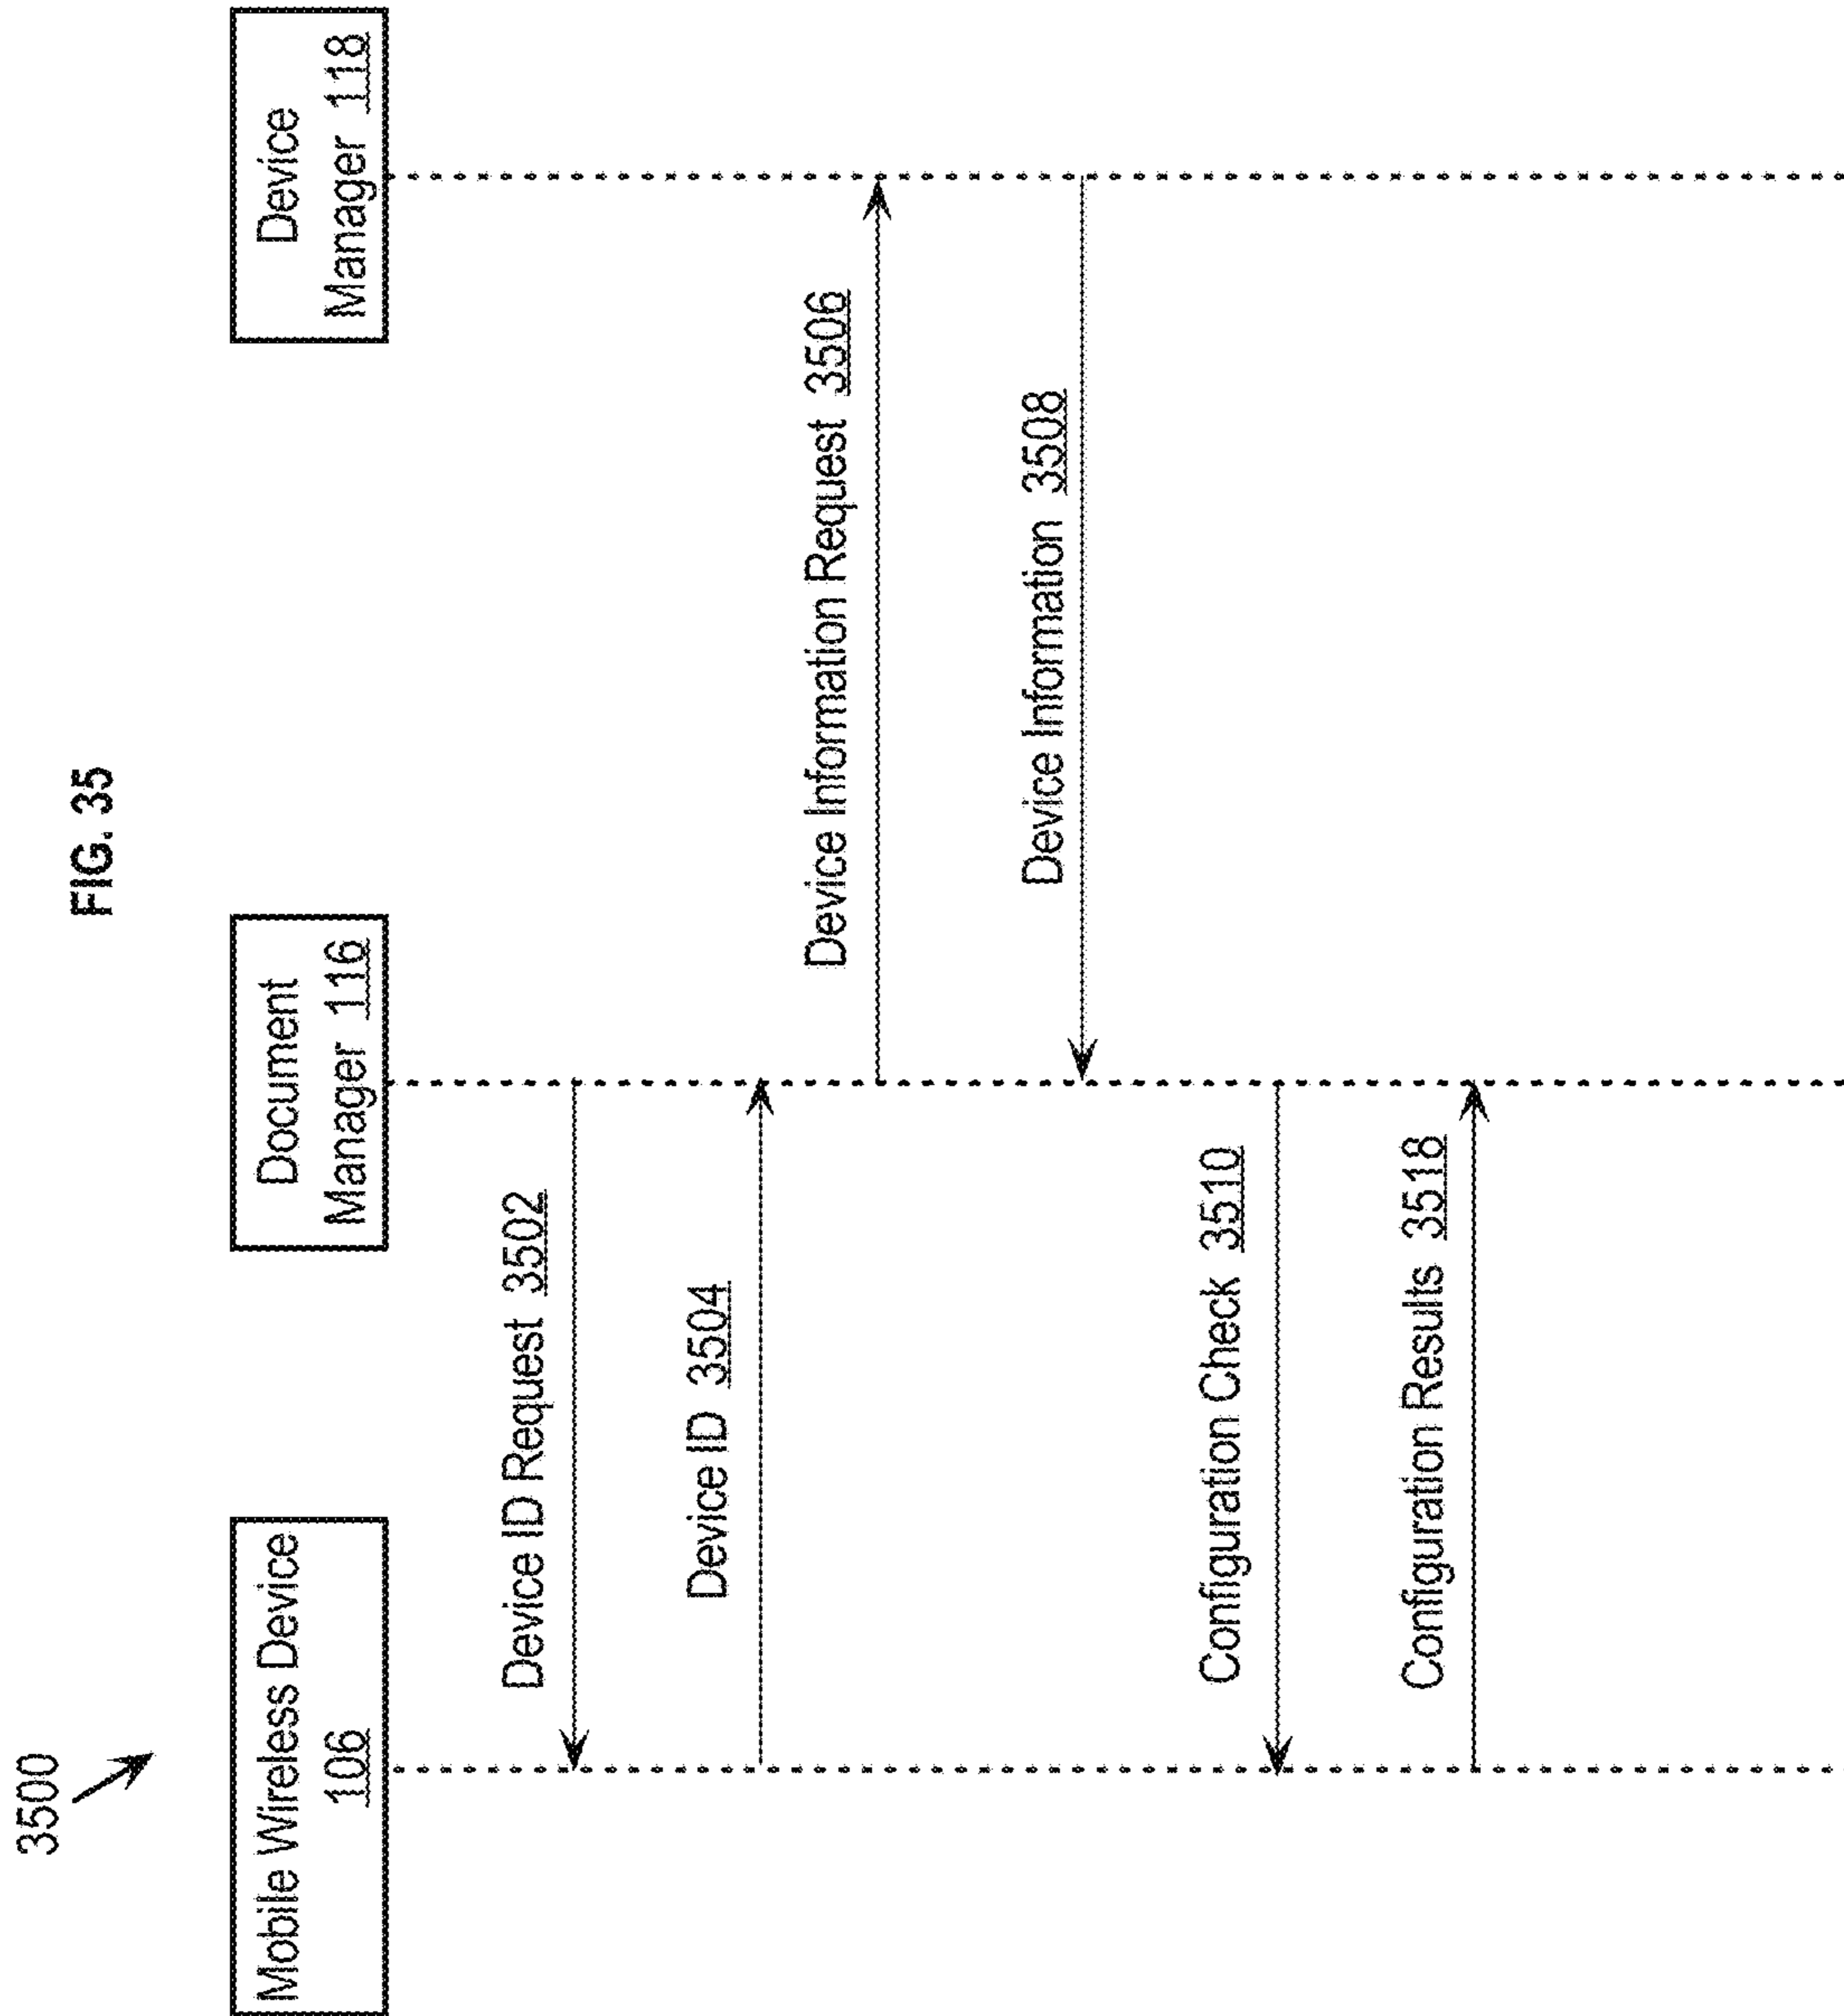 3500
FIG. 35
Mobile Wireless Device
106
Document
Manager 116
Device
Manager 118
Device ID Request 3502
Device ID 3504
Device Information Request 3506
Device Information 3508
Configuration Check 3510
Configuration Results 3518